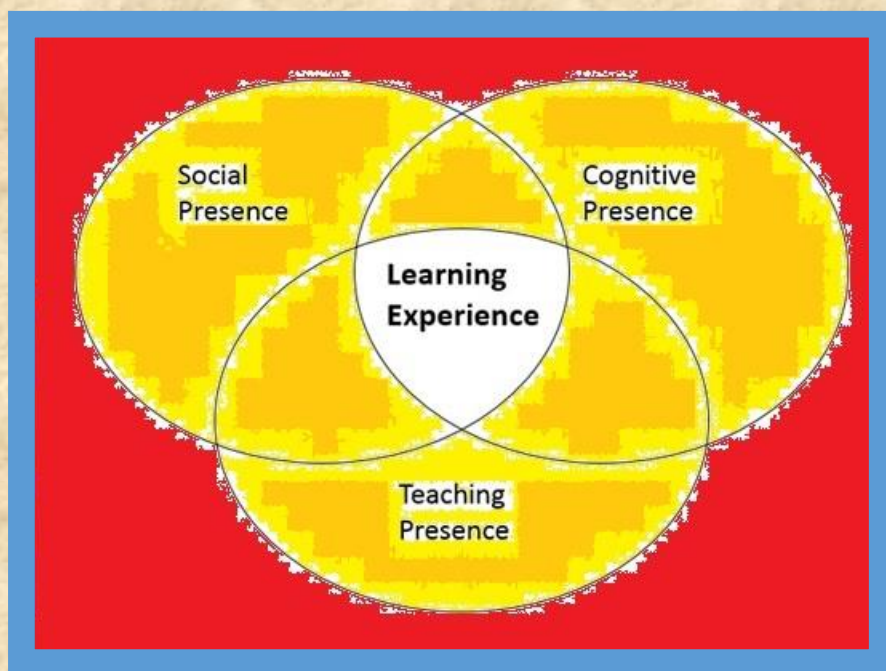 Social
Presence
Cognitive
Presence
Learning
Experience
Teaching
Presence